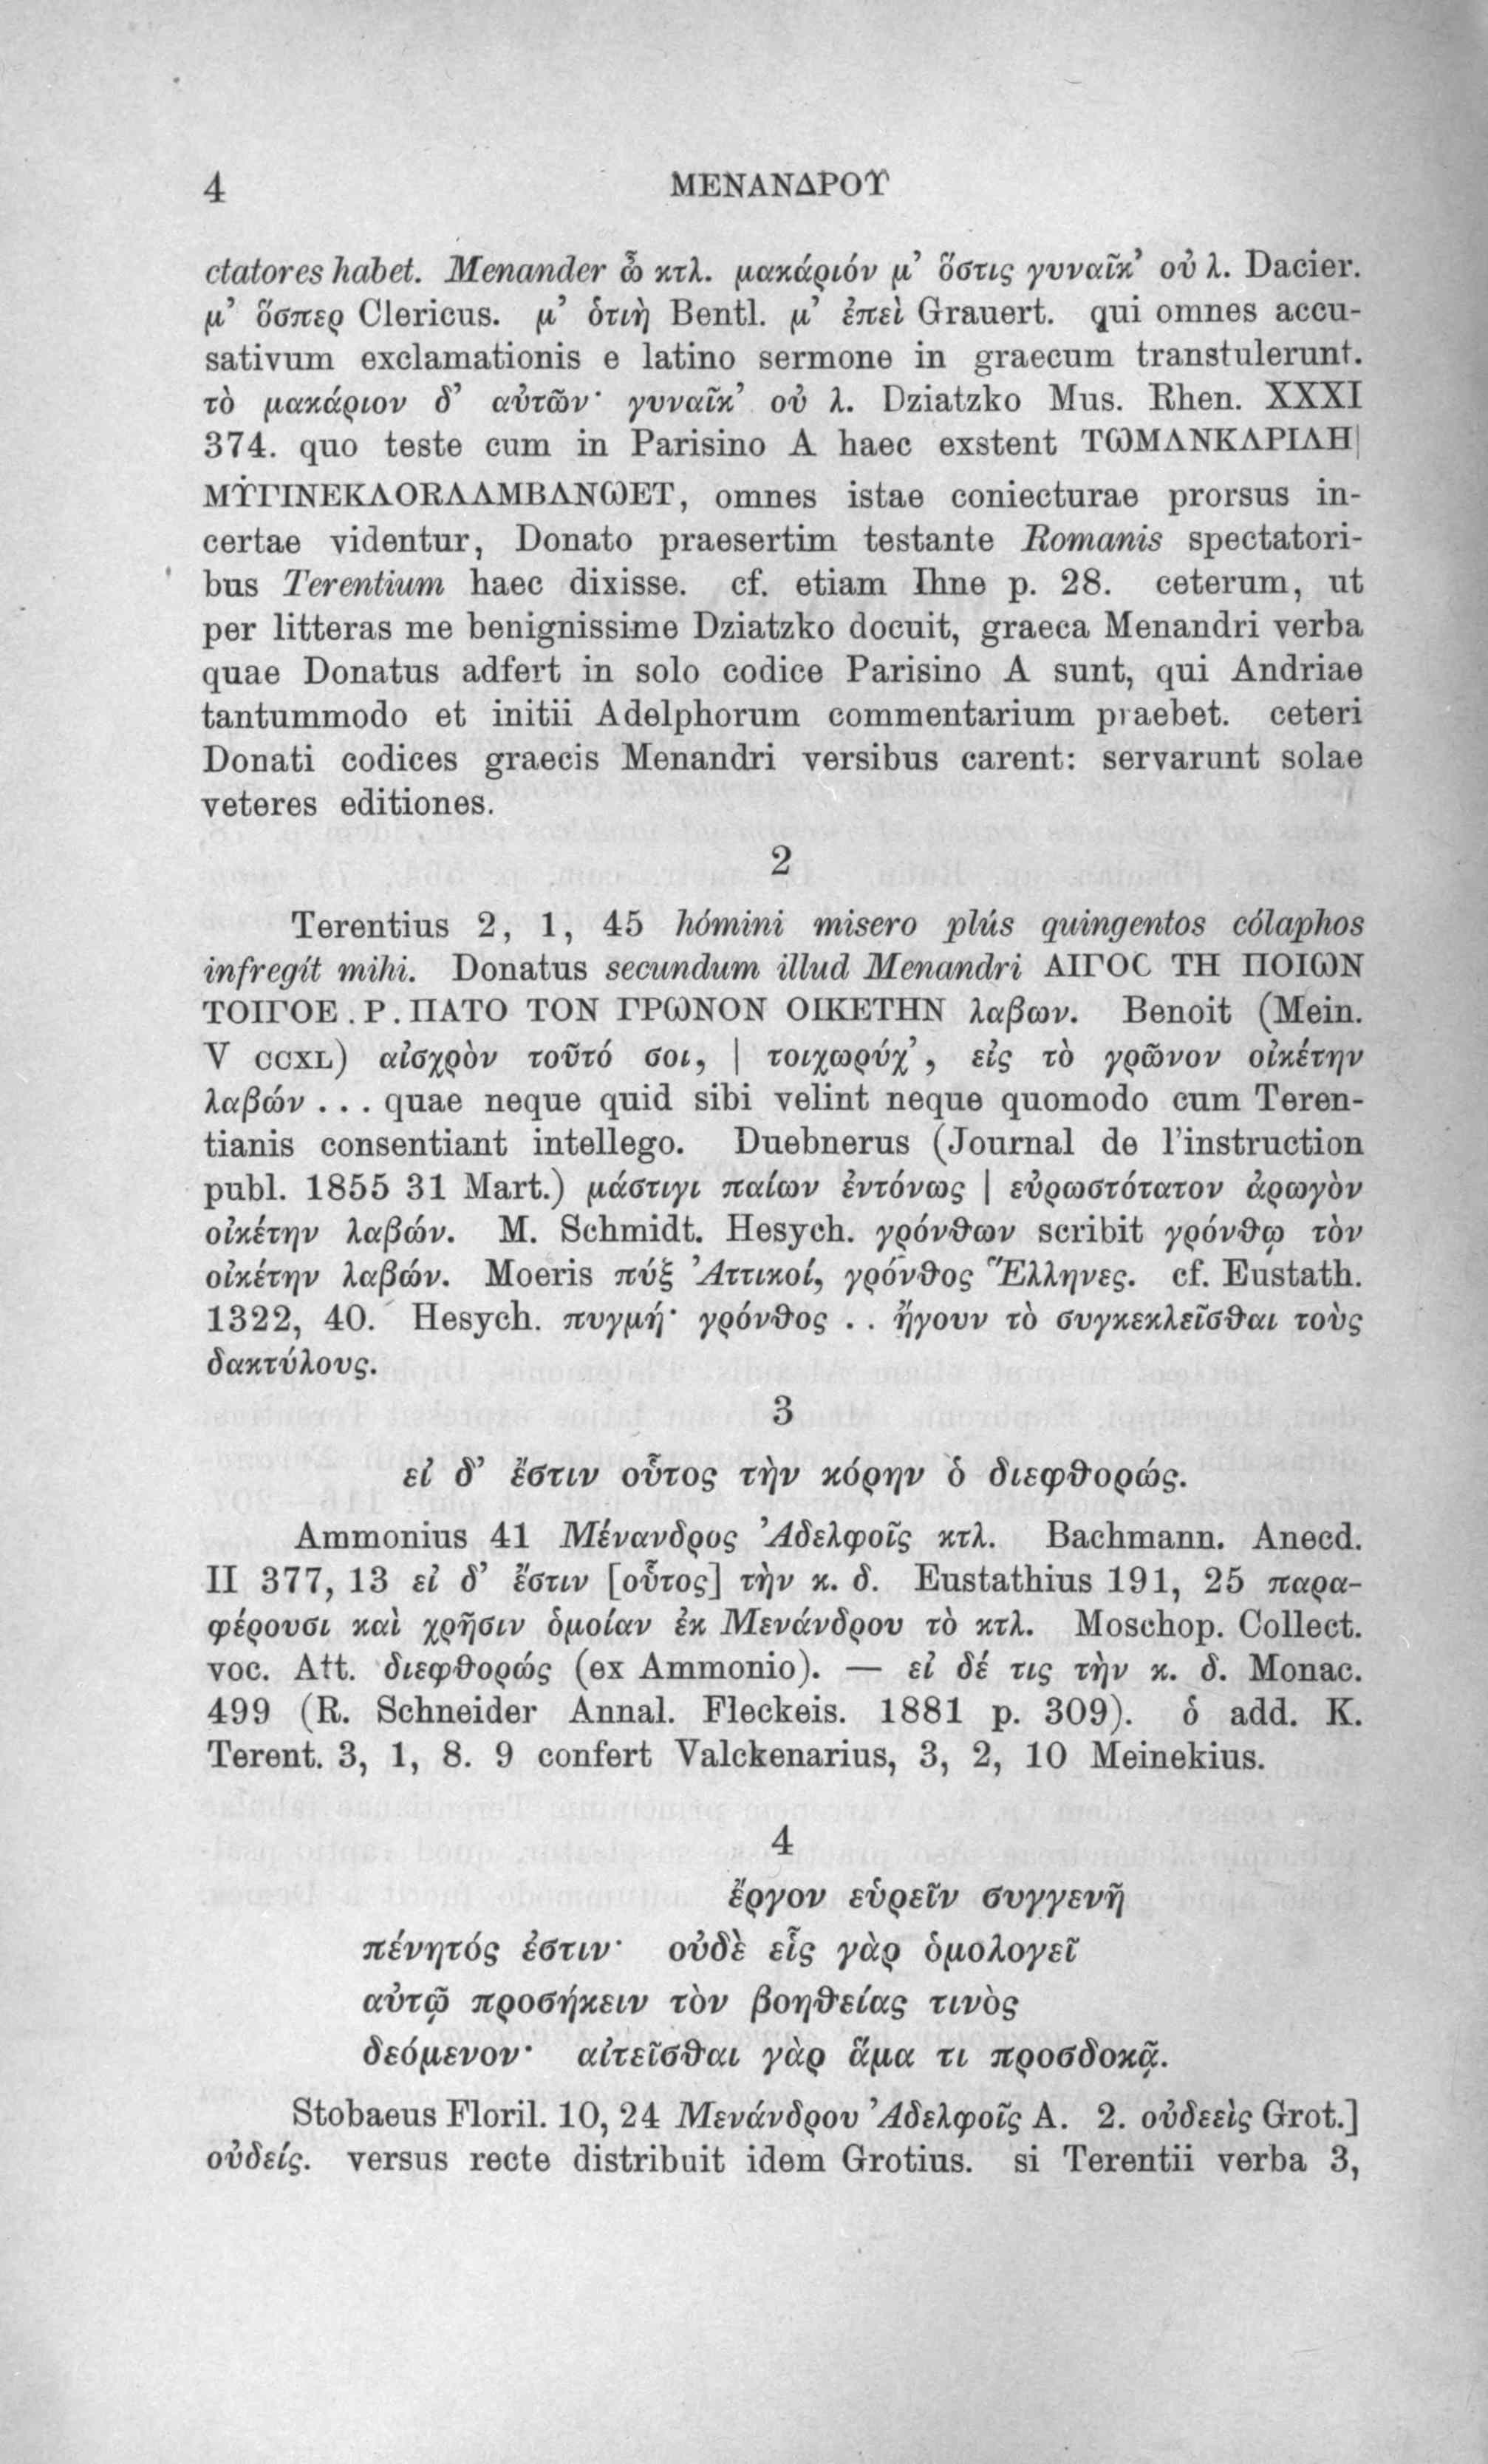 4 ΜΕΝΑΝΔΡΟΥ
ctatores habet. Menander ὦ κτλ. μακάριόν μ’ ὅστις γυναῖκ’ οὐ λ. Dacier.
μ’ ὅσπερ Clericus. μ’ ὁτιὴ Bentl. μ’ ἐπεὶ Grauert. qui omnes accu-
sativum exclamationis e latino sermone in graecum transtulerunt.
τὸ μακάριον δ’ αὐτῶν· γυναῖκ’ οὐ λ. Dziatzko Mus. Rhen. XXXI
374. quo teste cum in Parisino A haec exstent ΤΩΜΛΝΚΛΡΙΛΗ|
ΜΥ̇ΓΙΝΕΚΛΟRΛΛΜΒΛΝΩΕΤ, omnes istae coniecturae prorsus in-
certae videntur, Donato praesertim testante Romanis spectatori-
bus Terentium haec dixisse. cf. etiam Ihne p. 28. ceterum, ut
per litteras me benignissime Dziatzko docuit, graeca Menandri verba
quae Donatus adfert in solo codice Parisino A sunt, qui Andriae
tantummodo et initii Adelphorum commentarium praebet. ceteri
Donati codices graecis Menandri versibus carent: servarunt solae
veteres editiones.
2
Terentius 2, 1, 45 hómini misero plús quingentos cólaphos
infregít mihi. Donatus secundum illud Menandri ΑΙΓΟC ΤΗ ΠΟΙΩΝ
ΤΟΙΓΟΕ . Ρ . ΠΑΤΟ ΤΟΝ ΓΡΩΝΟΝ ΟΙΚΕΤΗΝ λαβων. Benoit (Mein.
V CCXL) αἰσχρὸν τοῦτό σοι, | τοιχωρύχ’, εἰς τὸ γρῶνον οἰκέτην
λαβών . . . quae neque quid sibi velint neque quomodo cum Teren-
tianis consentiant intellego. Duebnerus (Journal de l’instruction
publ. 1855 31 Mart.) μάστιγι παίων ἐντόνως | εὐρωστότατον ἀρωγὸν
οἰκέτην λαβών. M. Schmidt. Hesych. γρόνθων scribit γρόνθῳ τὸν
οἰκέτην λαβών. Moeris πύξ Ἀττικοί, γρόνθος Ἕλληνες. cf. Eustath.
1322, 40. Hesych. πυγμή· γρόνθος . . ἤγουν τὸ συγκεκλεῖσθαι τοὺς
δακτύλους.
3
εἰ δ’ ἔστιν οὗτος τὴν κόρην ὁ διεφθορώς.
Ammonius 41 Μένανδρος Ἀδελφοῖς κτλ. Bachmann. Anecd.
II 377, 13 εἰ δ’ ἔστιν [οὗτος] τὴν κ. δ. Eustathius 191, 25 παρα-
φέρουσι καὶ χρῆσιν ὁμοίαν ἐκ Μενάνδρου τὸ κτλ. Moschop. Collect.
voc. Att. διεφθορώς (ex Ammonio). — εἰ δέ τις τὴν κ. δ. Monac.
499 (R. Schneider Annal. Fleckeis. 1881 p. 309). ὁ add. K.
Terent. 3, 1, 8. 9 confert Valckenarius, 3, 2, 10 Meinekius.
4
ἔργον εὑρεῖν συγγενῆ
πένητός ἐστιν· οὐδὲ εἷς γὰρ ὁμολογεῖ
αὐτῷ προσήκειν τὸν βοηθείας τινὸς
δεόμενον· αἰτεῖσθαι γὰρ ἅμα τι προσδοκᾷ.
Stobaeus Floril. 10, 24 Μενάνδρου Ἀδελφοῖς A. 2. οὐδεεὶς Grot.]
οὐδείς. versus recte distribuit idem Grotius. si Terentii verba 3,